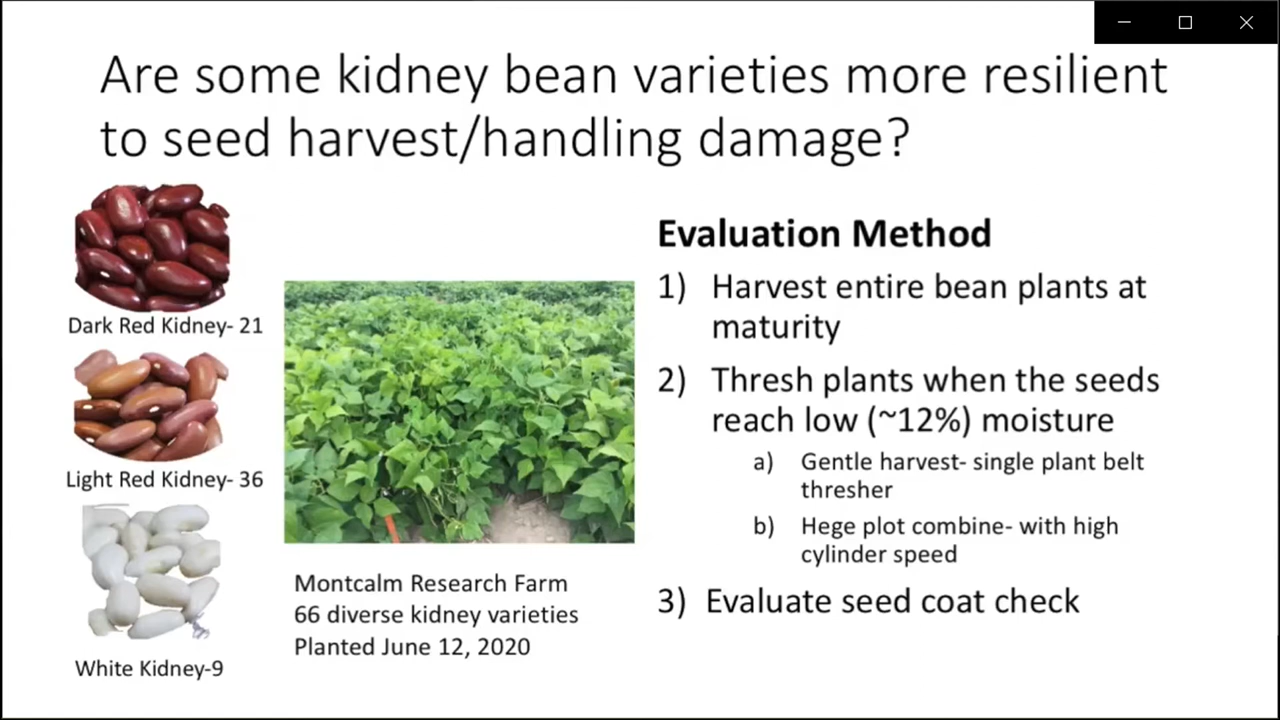 Are some kidney bean varieties more resilient
to seed harvest/handling damage?
Dark Red Kidney- 21
Light Red Kidney- 36
White Kidney-9
Montcalm Research Farm
66 diverse kidney varieties
Planted June 12, 2020
Evaluation Method
1) Harvest entire bean plants at
maturity
2) Thresh plants when the seeds
reach low (~12%) moisture
a) Gentle harvest- single plant belt
thresher
b) Hege plot combine- with high
cylinder speed
3) Evaluate seed coat check